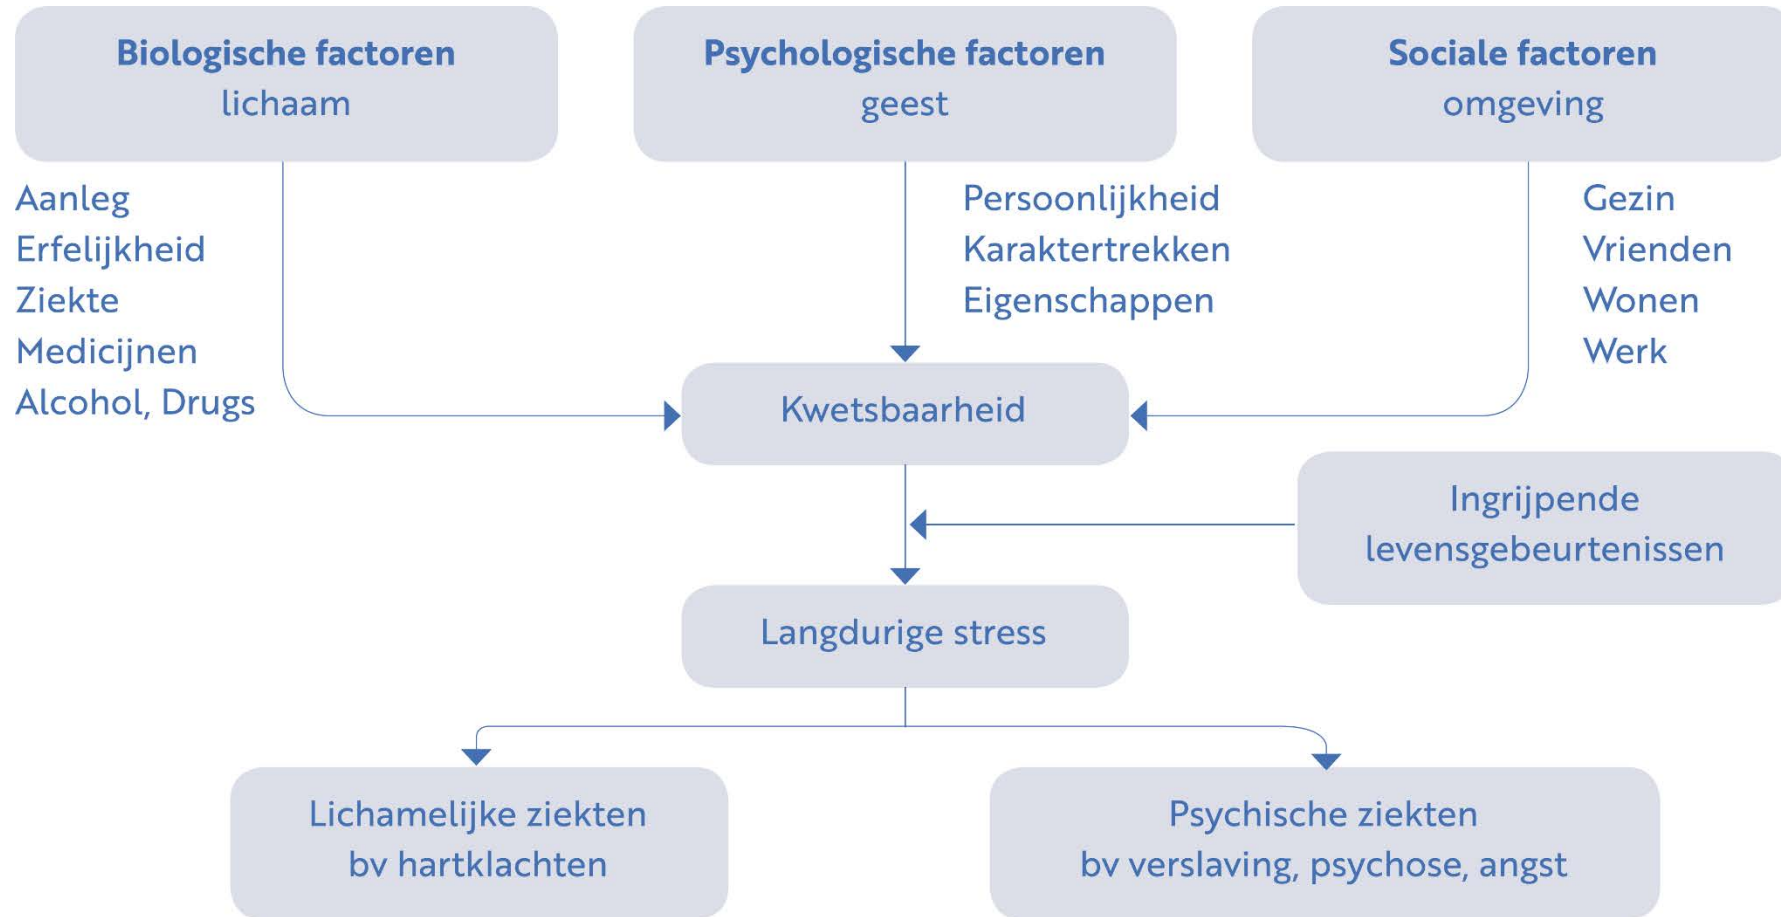 Biologische factoren
lichaam
Psychologische factoren
geest
Sociale factoren
omgeving
Aanleg
Erfelijkheid
Ziekte
Medicijnen
Alcohol, Drugs
Persoonlijkheid
Karaktertrekken
Eigenschappen
Gezin
Vrienden
Wonen
Werk
Kwetsbaarheid
Ingrijpende
levensgebeurtenissen
Langdurige stress
Lichamelijke ziekten
bv hartklachten
Psychische ziekten
bv verslaving, psychose, angst